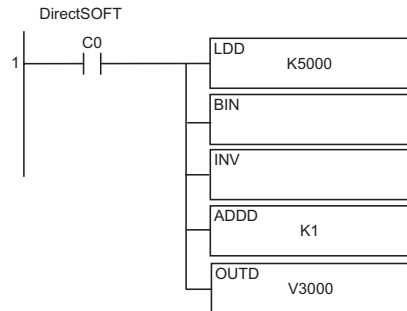 DirectSOFT
C0
1
LDD
K5000
BIN
INV
ADDD
K1
OUTD
V3000